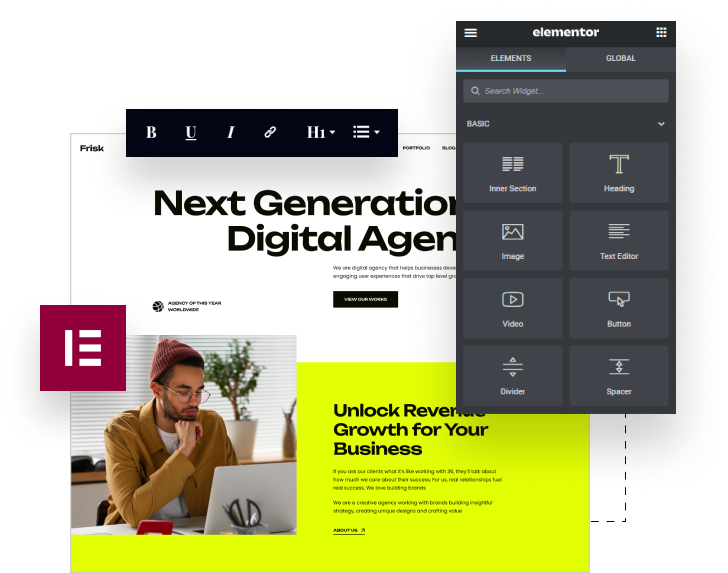 elementor
ELEMENTS GLOBAL
Search Widget...
BASIC
Inner Section Heading
Image Text Editor
Video Button
Divider Spacer
B U I H1
Frisk
PORTFOLIO
Next Generation
Digital Agen
We are digital agency that helps businesses
engaging user experiences that drive top level
VIEW OUR WORKS
AGENCY OF THIS YEAR
WORLDWIDE
Unlock Revenue
Growth for Your
Business
If you ask our clients what it's like working with 36, they'll talk about
how much we care about their success. For us, real relationships fuel
real success. We love building brands
We are a creative agency working with brands building insightful
strategy, creating unique designs and crafting value
ABOUT US